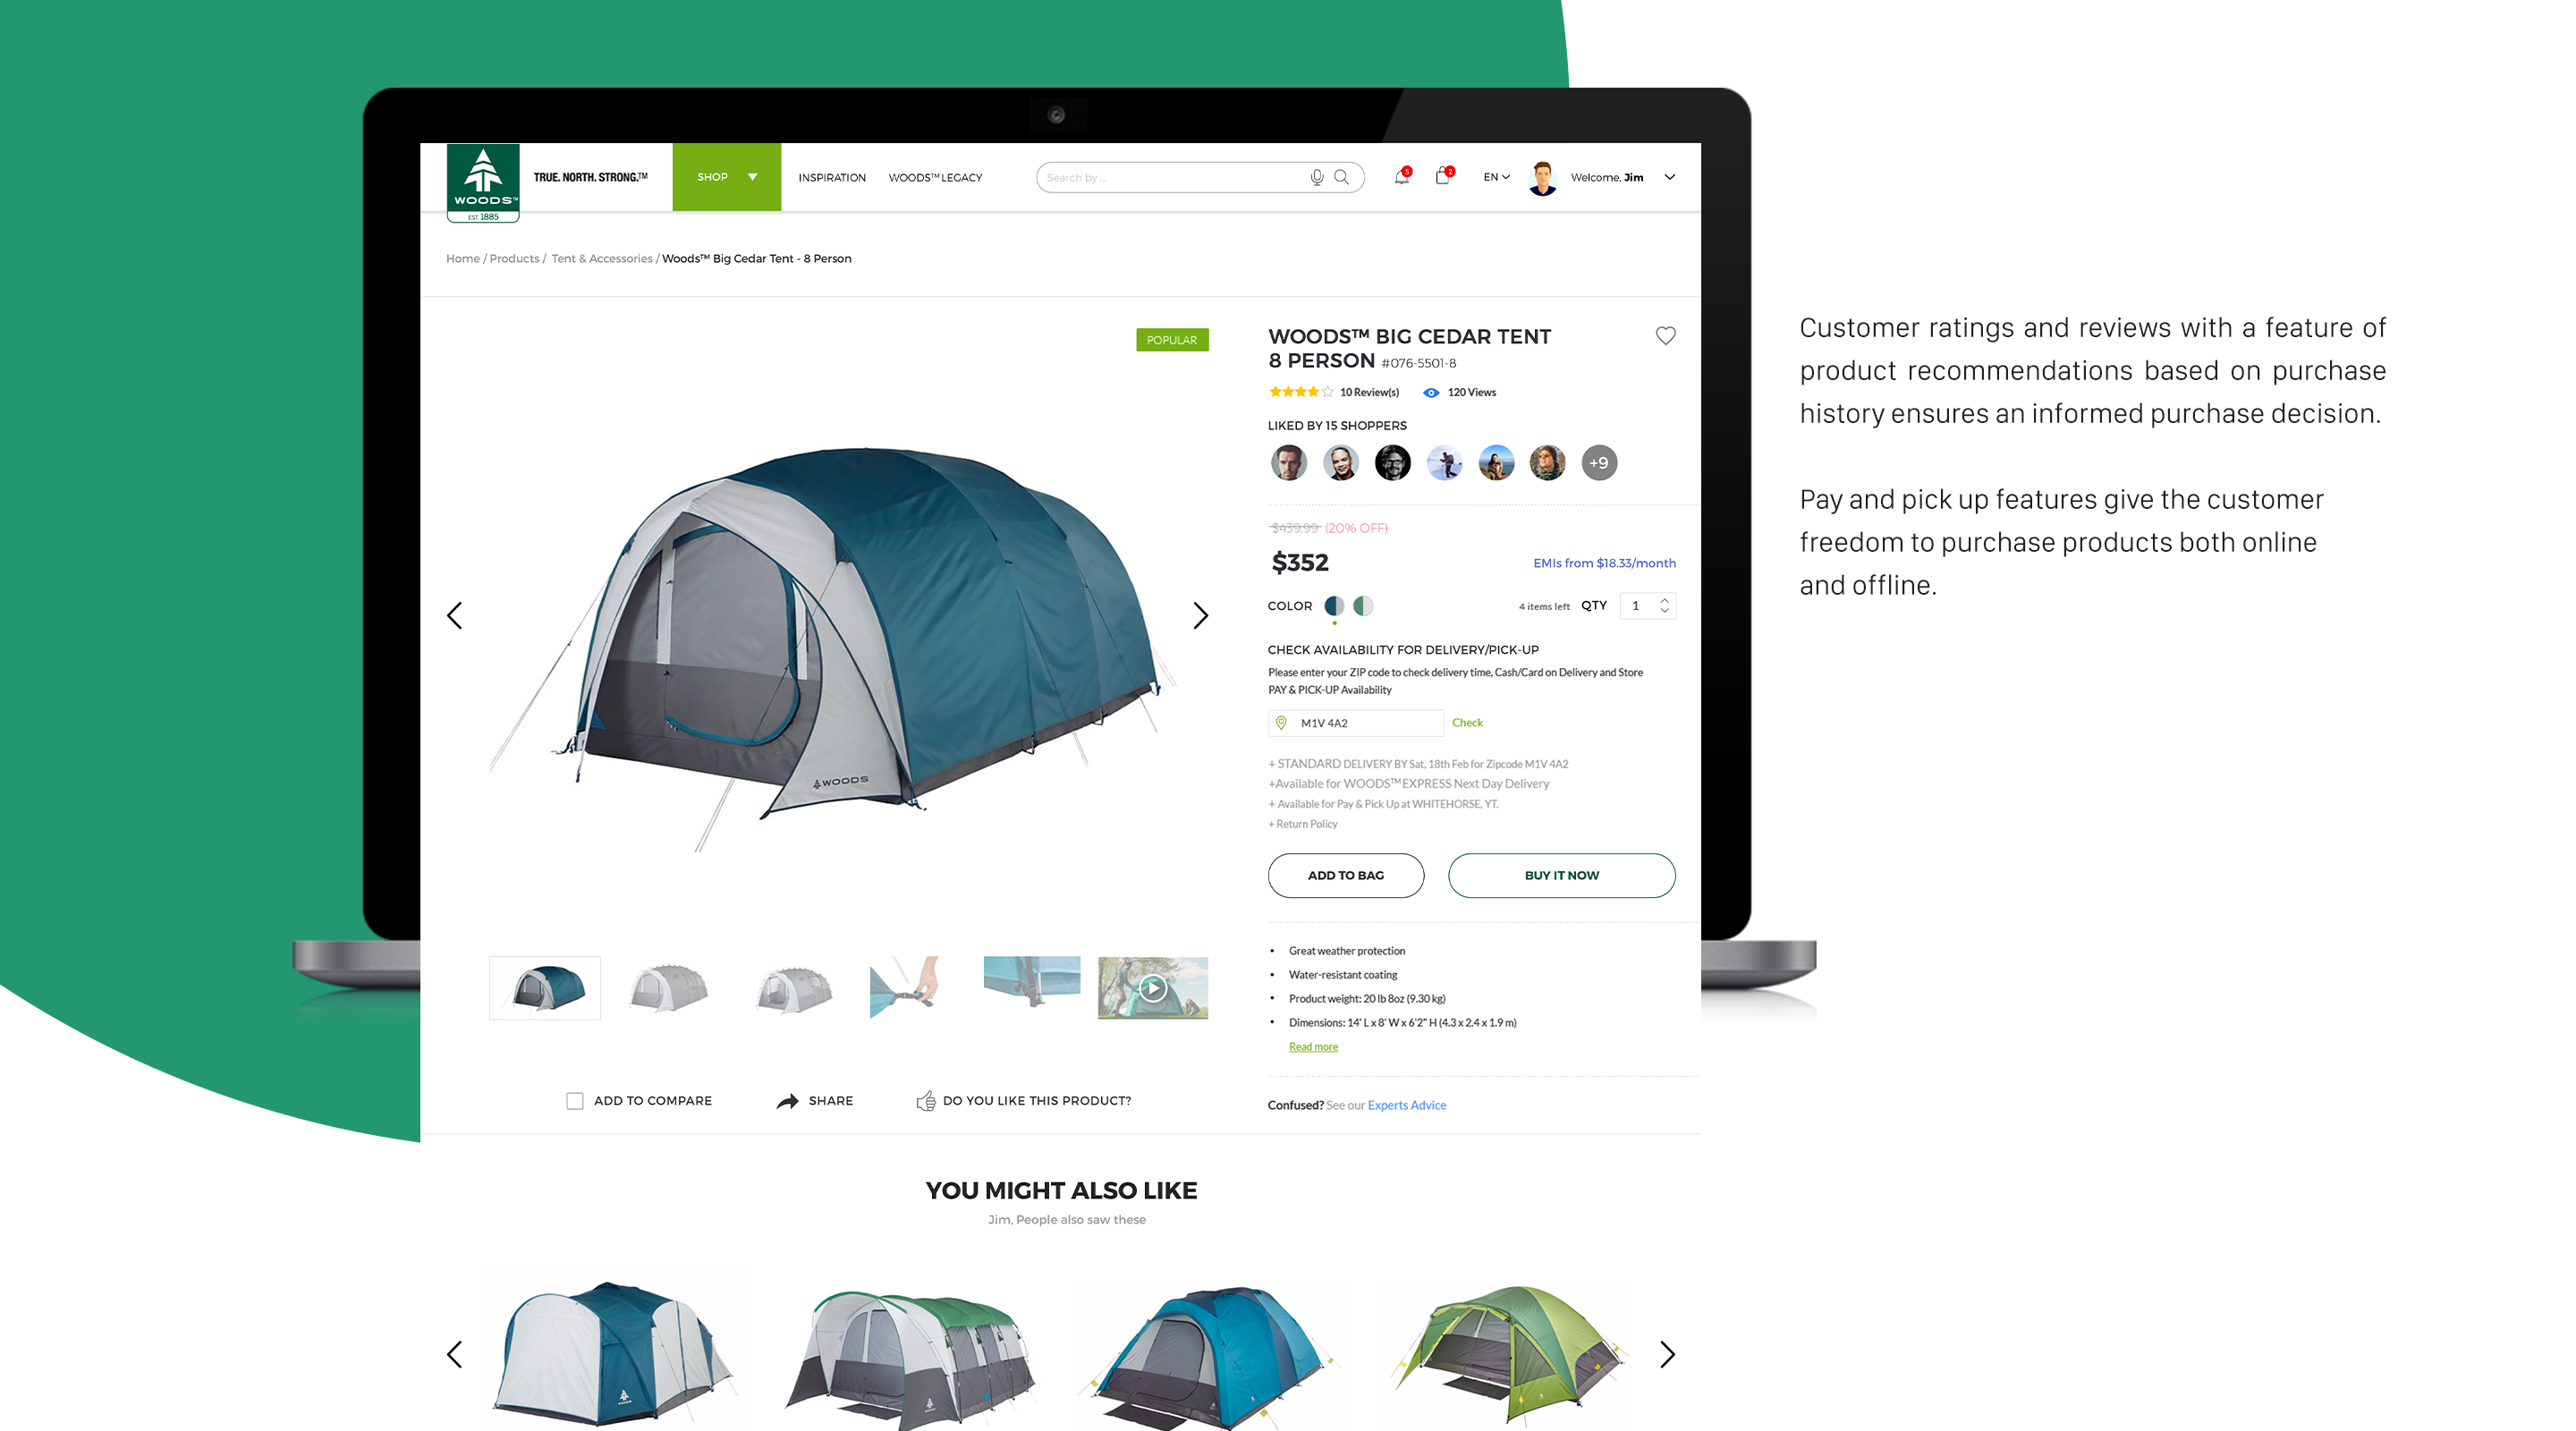 TRUE. NORTH. STRONG.™
SHOP
INSPIRATION
WOODS™ LEGACY
Search by ...
5
2
EN
Welcome, Jim
WOODS™
EST 1885
Home / Products / Tent & Accessories / Woods™ Big Cedar Tent - 8 Person
POPULAR
WOODS™ BIG CEDAR TENT
8 PERSON #076-5501-8
10 Review(s)
120 Views
LIKED BY 15 SHOPPERS
+9
$439.99 (20% OFF)
$352
EMIs from $18.33/month
COLOR
4 items left QTY 1
CHECK AVAILABILITY FOR DELIVERY/PICK-UP
Please enter your ZIP code to check delivery time, Cash/Card on Delivery and Store
PAY & PICK-UP Availability
M1V 4A2
Check
+ STANDARD DELIVERY BY Sat, 18th Feb for Zipcode M1V 4A2
+Available for WOODS™ EXPRESS Next Day Delivery
+ Available for Pay & Pick Up at WHITEHORSE, YT.
+ Return Policy
ADD TO BAG
BUY IT NOW
• Great weather protection
• Water-resistant coating
• Product weight: 20 lb 8oz (9.30 kg)
• Dimensions: 14' L x 8' W x 6'2" H (4.3 x 2.4 x 1.9 m)
Read more
Confused? See our Experts Advice
WOODS
ADD TO COMPARE
SHARE
DO YOU LIKE THIS PRODUCT?
YOU MIGHT ALSO LIKE
Jim, People also saw these
Customer ratings and reviews with a feature of
product recommendations based on purchase
history ensures an informed purchase decision.
Pay and pick up features give the customer
freedom to purchase products both online
and offline.